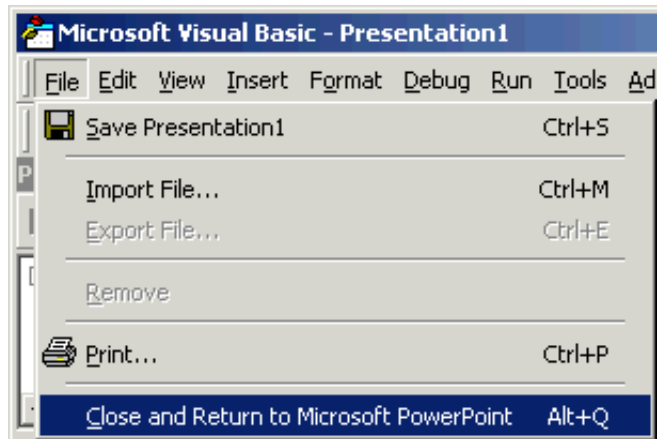 Microsoft Visual Basic - Presentation1
File Edit View Insert Format Debug Run Tools Ad
Save Presentation1 Ctrl+S
P
Import File... Ctrl+M
Export File... Ctrl+E
Remove
Print... Ctrl+P
Close and Return to Microsoft PowerPoint Alt+Q